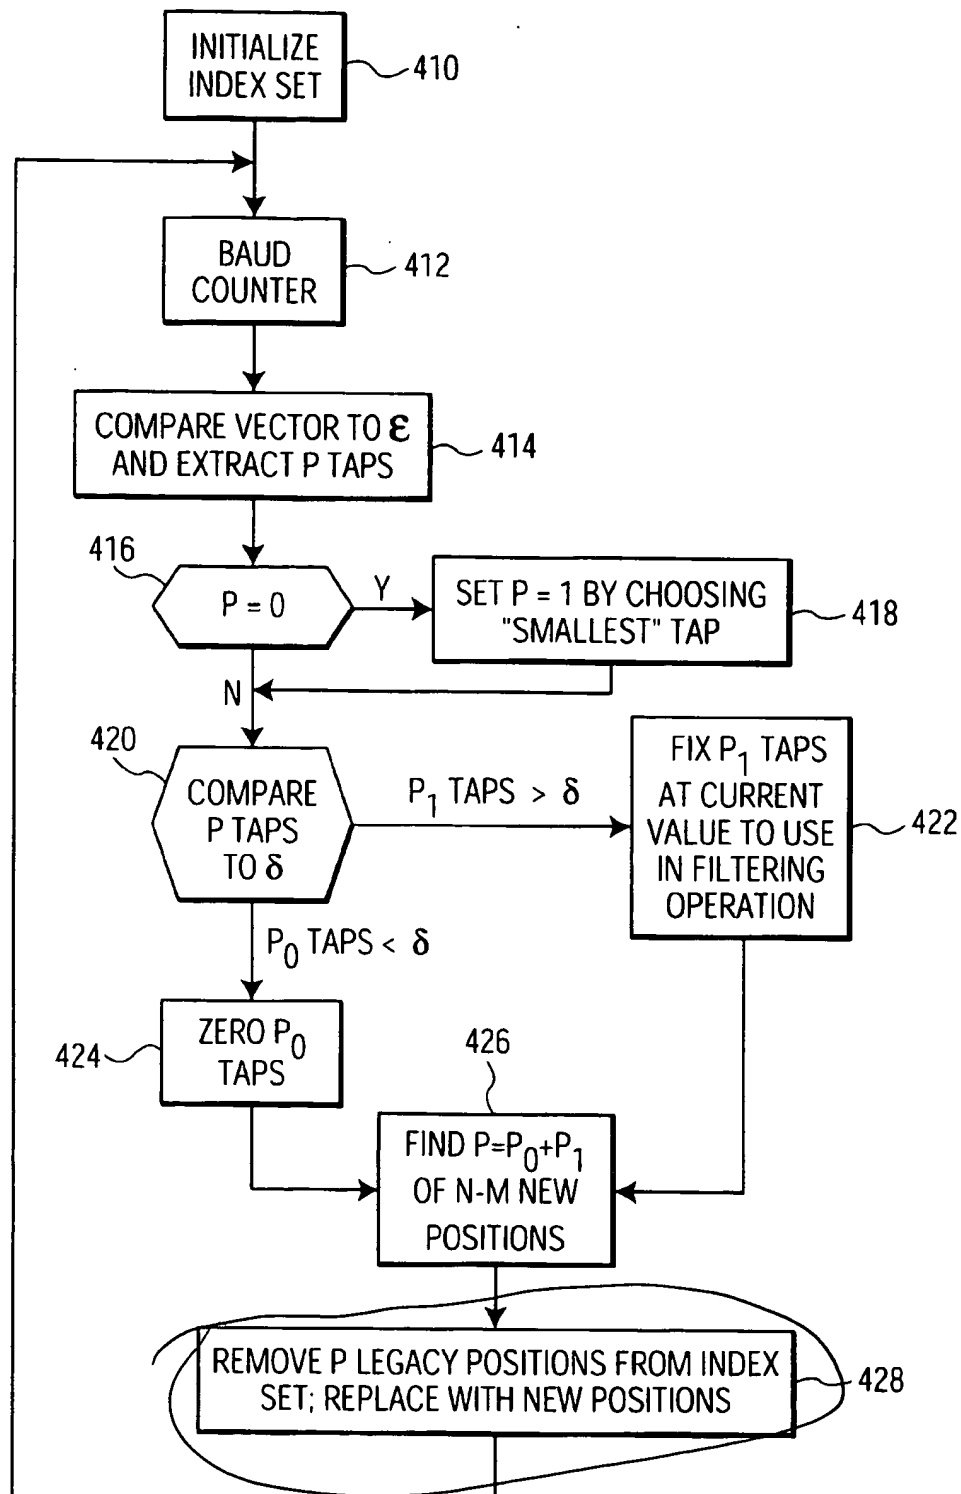 INITIALIZE
INDEX SET
410
BAUD
COUNTER
412
COMPARE VECTOR TO ε
AND EXTRACT P TAPS
414
416
P = 0
Y
SET P = 1 BY CHOOSING
"SMALLEST" TAP
418
N
420
COMPARE
P TAPS
TO δ
P₁ TAPS > δ
FIX P₁ TAPS
AT CURRENT
VALUE TO USE
IN FILTERING
OPERATION
422
P₀ TAPS < δ
ZERO P₀
TAPS
424
426
FIND P=P₀+P₁
OF N-M NEW
POSITIONS
REMOVE P LEGACY POSITIONS FROM INDEX
SET; REPLACE WITH NEW POSITIONS
428